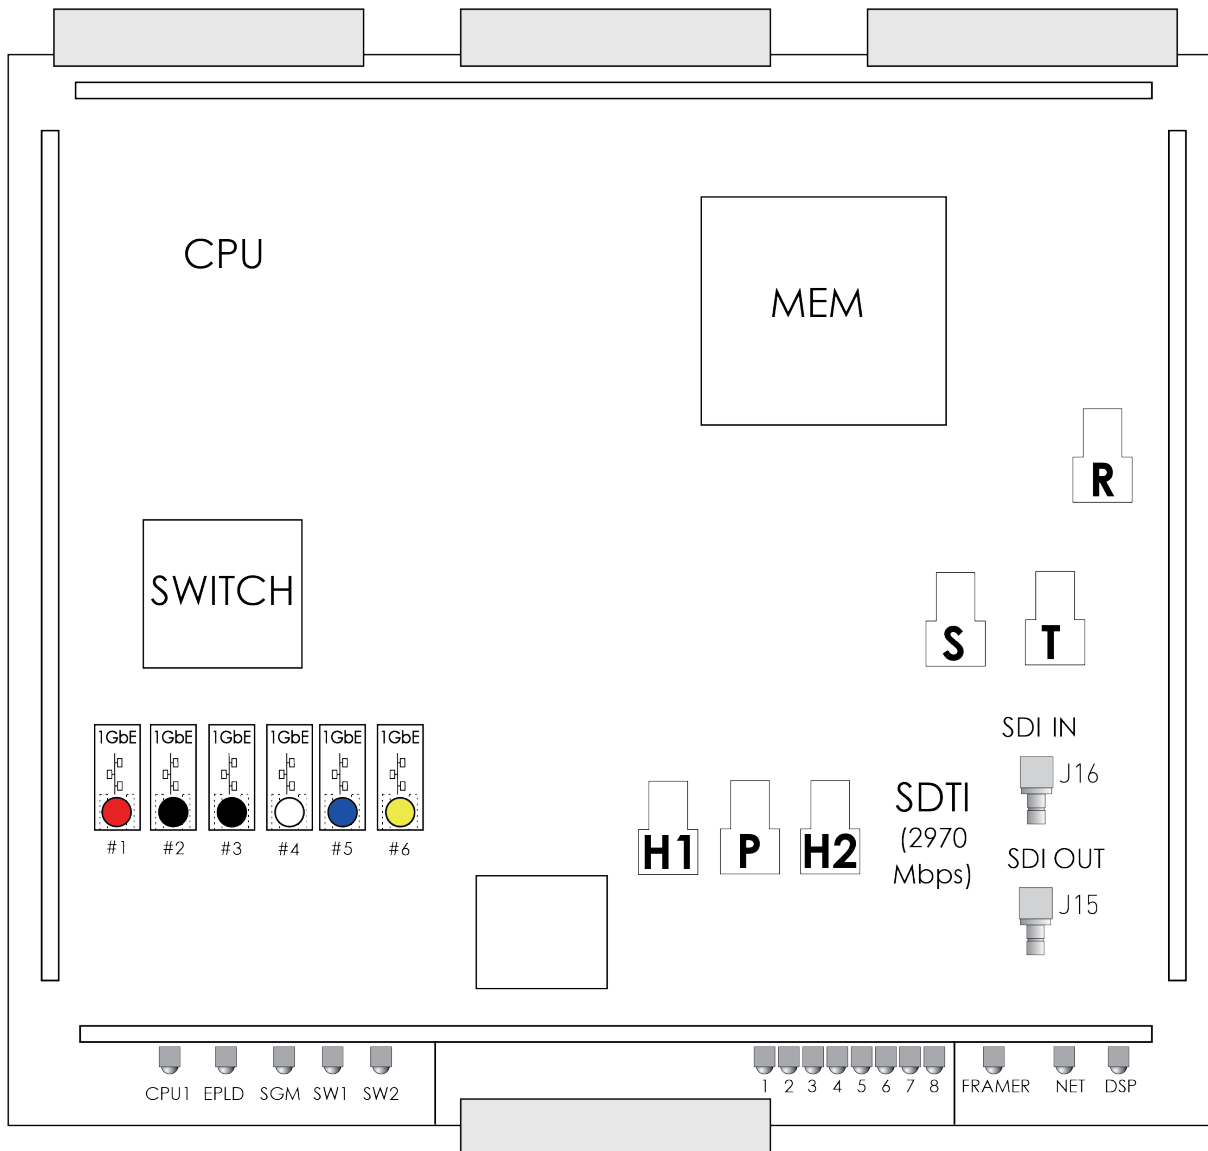 CPU
MEM
R
SWITCH
S T
SDI IN
J16
1GbE 1GbE 1GbE 1GbE 1GbE 1GbE
#1 #2 #3 #4 #5 #6
H1 P H2
SDTI
(2970
Mbps)
SDI OUT
J15
1 2 3 4 5 6 7 8
CPU1 EPLD SGM SW1 SW2
FRAMER NET DSP